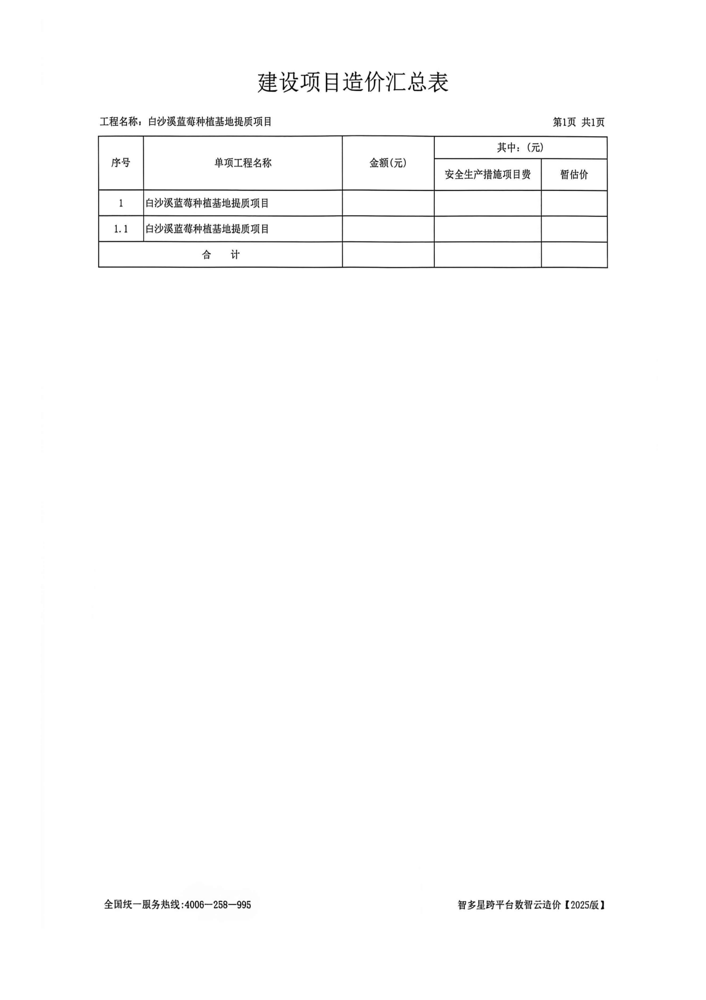 建设项目造价汇总表
工程名称：白沙溪蓝莓种植基地提质项目 第1页 共1页
序号 单项工程名称 金额(元) 其中：(元)
安全生产措施项目费 暂估价
1 白沙溪蓝莓种植基地提质项目
1.1 白沙溪蓝莓种植基地提质项目
合 计
全国统一服务热线:4006—258—995 智多星跨平台数智云造价【2025版】